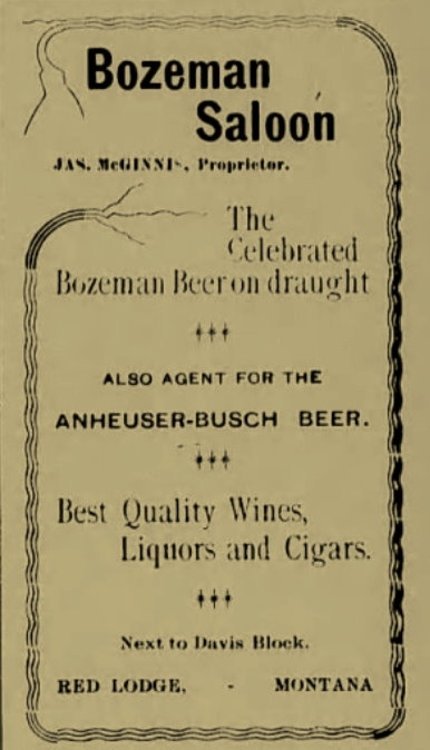 Bozeman
Saloon
JAS. McGINNIS, Proprietor.
The
Celebrated
Bozeman Beer on draught
ALSO AGENT FOR THE
ANHEUSER-BUSCH BEER.
Best Quality Wines,
Liquors and Cigars.
Next to Davis Block.
RED LODGE, - MONTANA